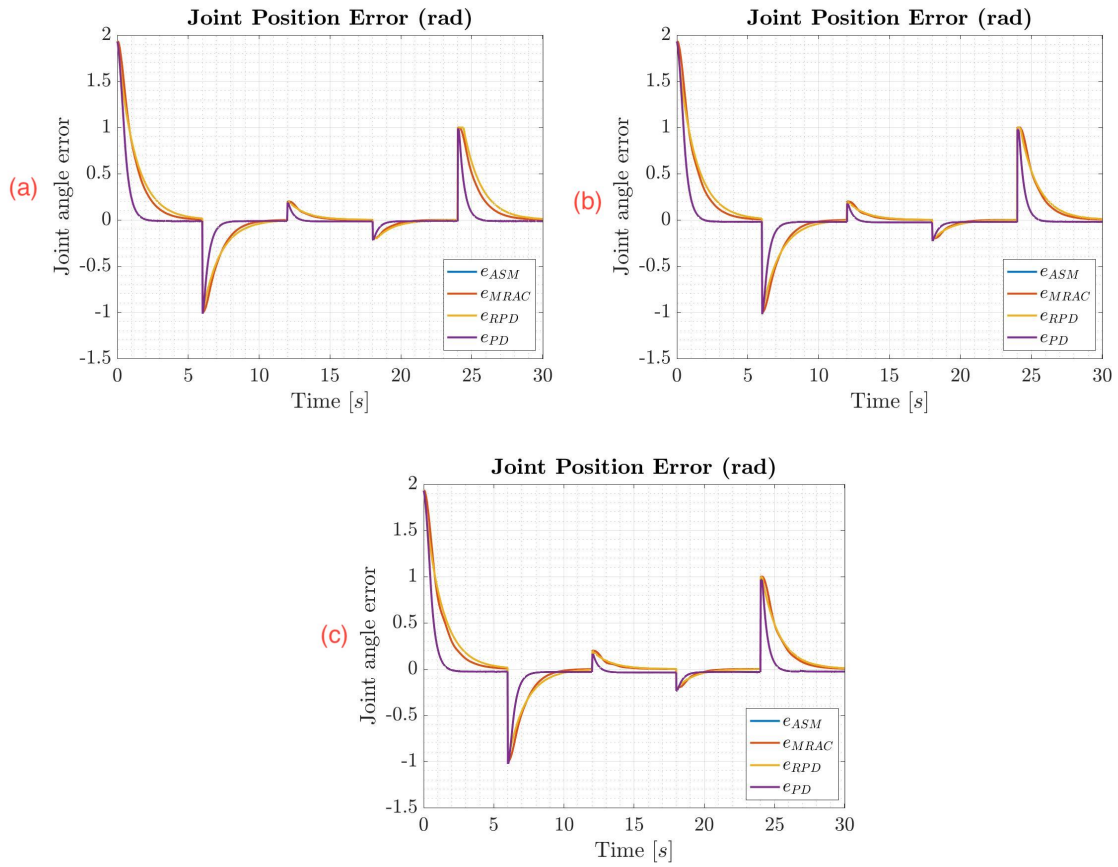 Joint Position Error (rad)
2
1.5
1
0.5
0
-0.5
-1
-1.5
Joint angle error
(a)
0 5 10 15 20 25 30
Time [s]
e_ASM
e_MRAC
e_RPD
e_PD
Joint Position Error (rad)
2
1.5
1
0.5
0
-0.5
-1
-1.5
Joint angle error
(b)
0 5 10 15 20 25 30
Time [s]
e_ASM
e_MRAC
e_RPD
e_PD
Joint Position Error (rad)
2
1.5
1
0.5
0
-0.5
-1
-1.5
Joint angle error
(c)
0 5 10 15 20 25 30
Time [s]
e_ASM
e_MRAC
e_RPD
e_PD